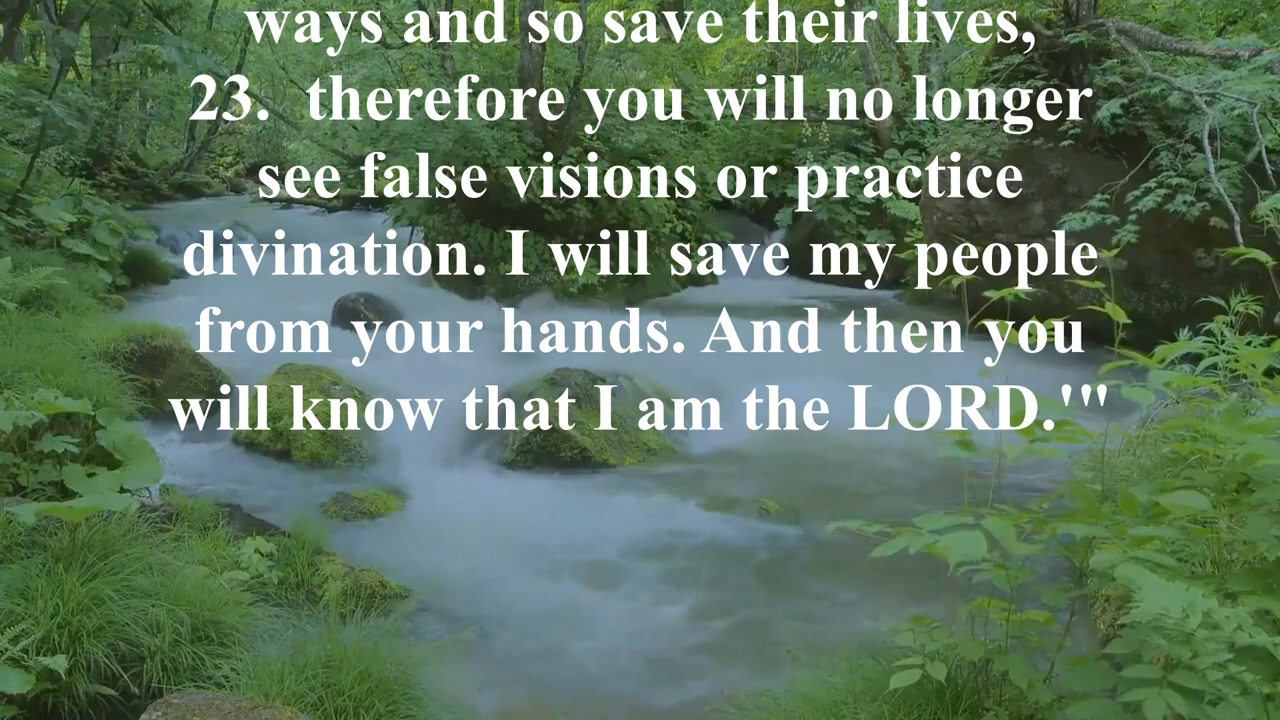 ways and so save their lives,
23. therefore you will no longer
see false visions or practice
divination. I will save my people
from your hands. And then you
will know that I am the LORD.'"